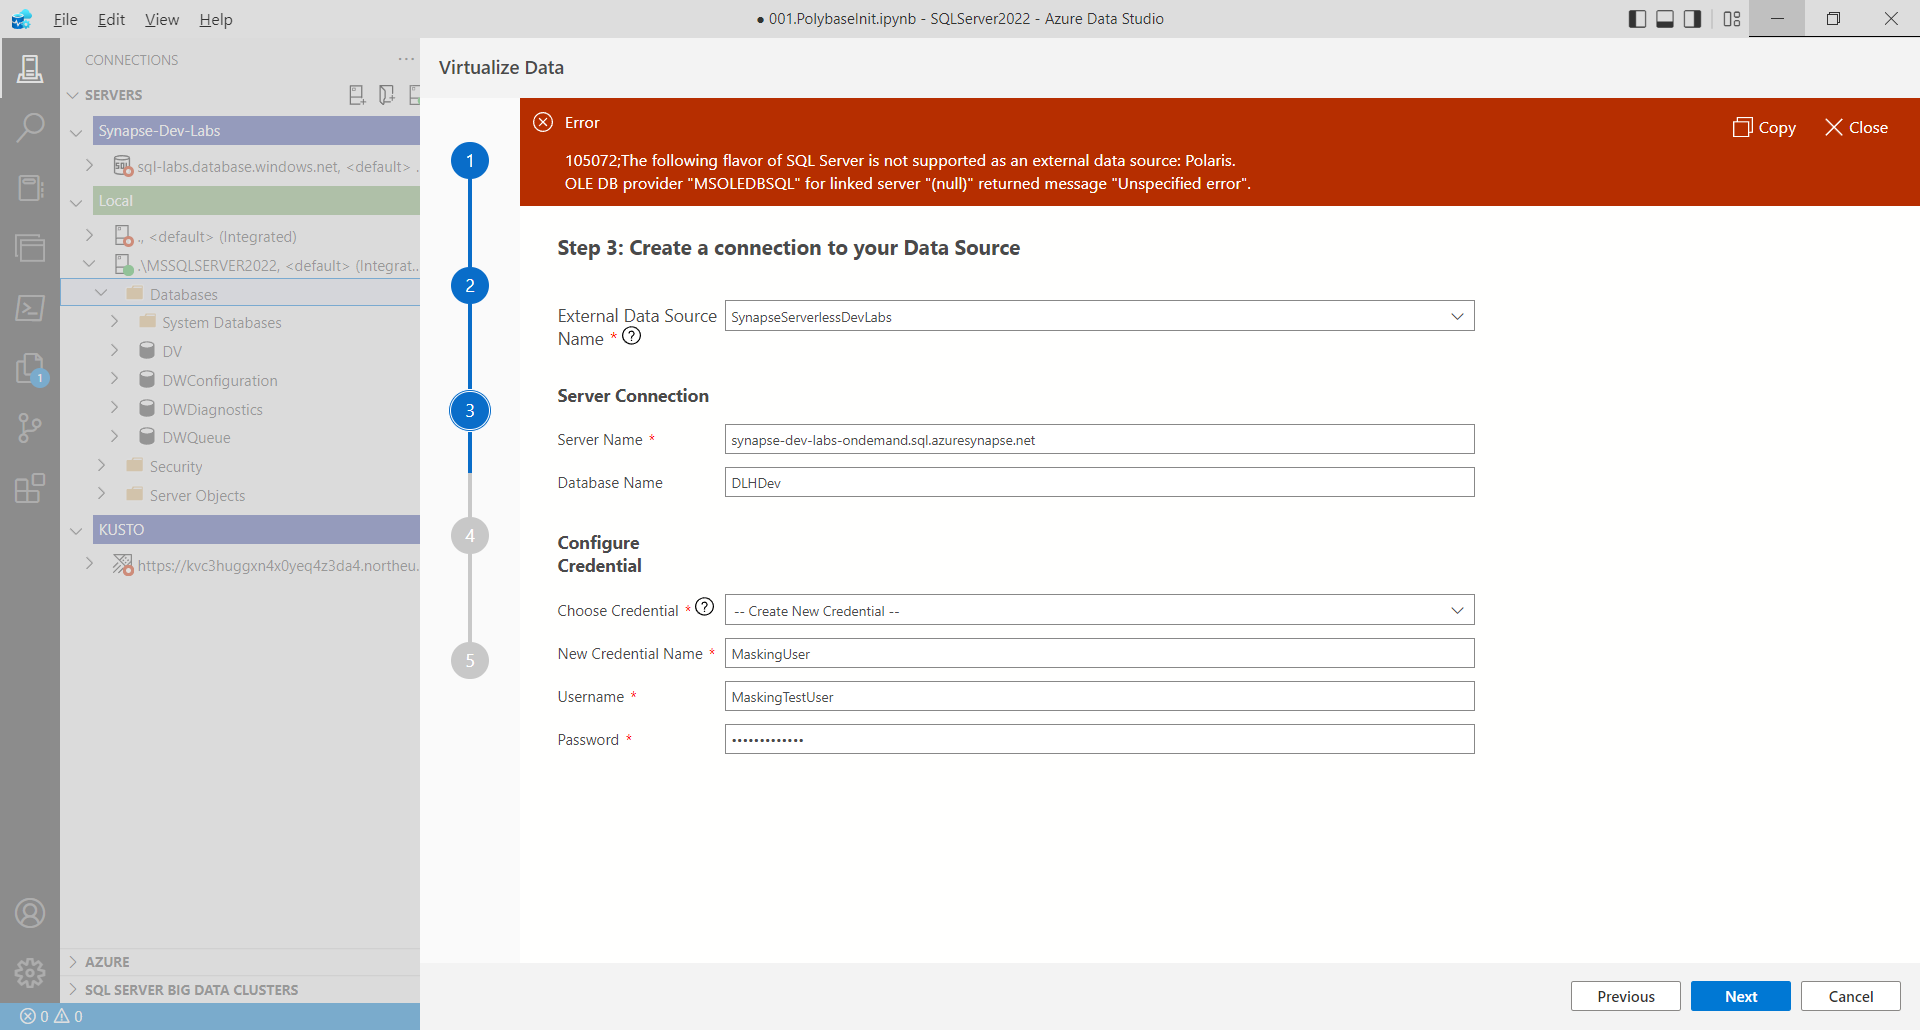 File Edit View Help
● 001.PolybaseInit.ipynb - SQLServer2022 - Azure Data Studio
CONNECTIONS
SERVERS
Synapse-Dev-Labs
sql-labs.database.windows.net, <default> .
Local
., <default> (Integrated)
.\MSSQLSERVER2022, <default> (Integrat...
Databases
System Databases
DV
DWConfiguration
DWDiagnostics
DWQueue
Security
Server Objects
KUSTO
https://kvc3huggxn4x0yeq4z3da4.northeu.
AZURE
SQL SERVER BIG DATA CLUSTERS
0 0
1
Virtualize Data
1
2
3
4
5
Error
Copy Close
105072;The following flavor of SQL Server is not supported as an external data source: Polaris.
OLE DB provider "MSOLEDBSQL" for linked server "(null)" returned message "Unspecified error".
Step 3: Create a connection to your Data Source
External Data Source Name * ? SynapseServerlessDevLabs
Server Connection
Server Name * synapse-dev-labs-ondemand.sql.azuresynapse.net
Database Name DLHDev
Configure
Credential
Choose Credential * ? -- Create New Credential --
New Credential Name * MaskingUser
Username * MaskingTestUser
Password * •••••••••••••
Previous Next Cancel